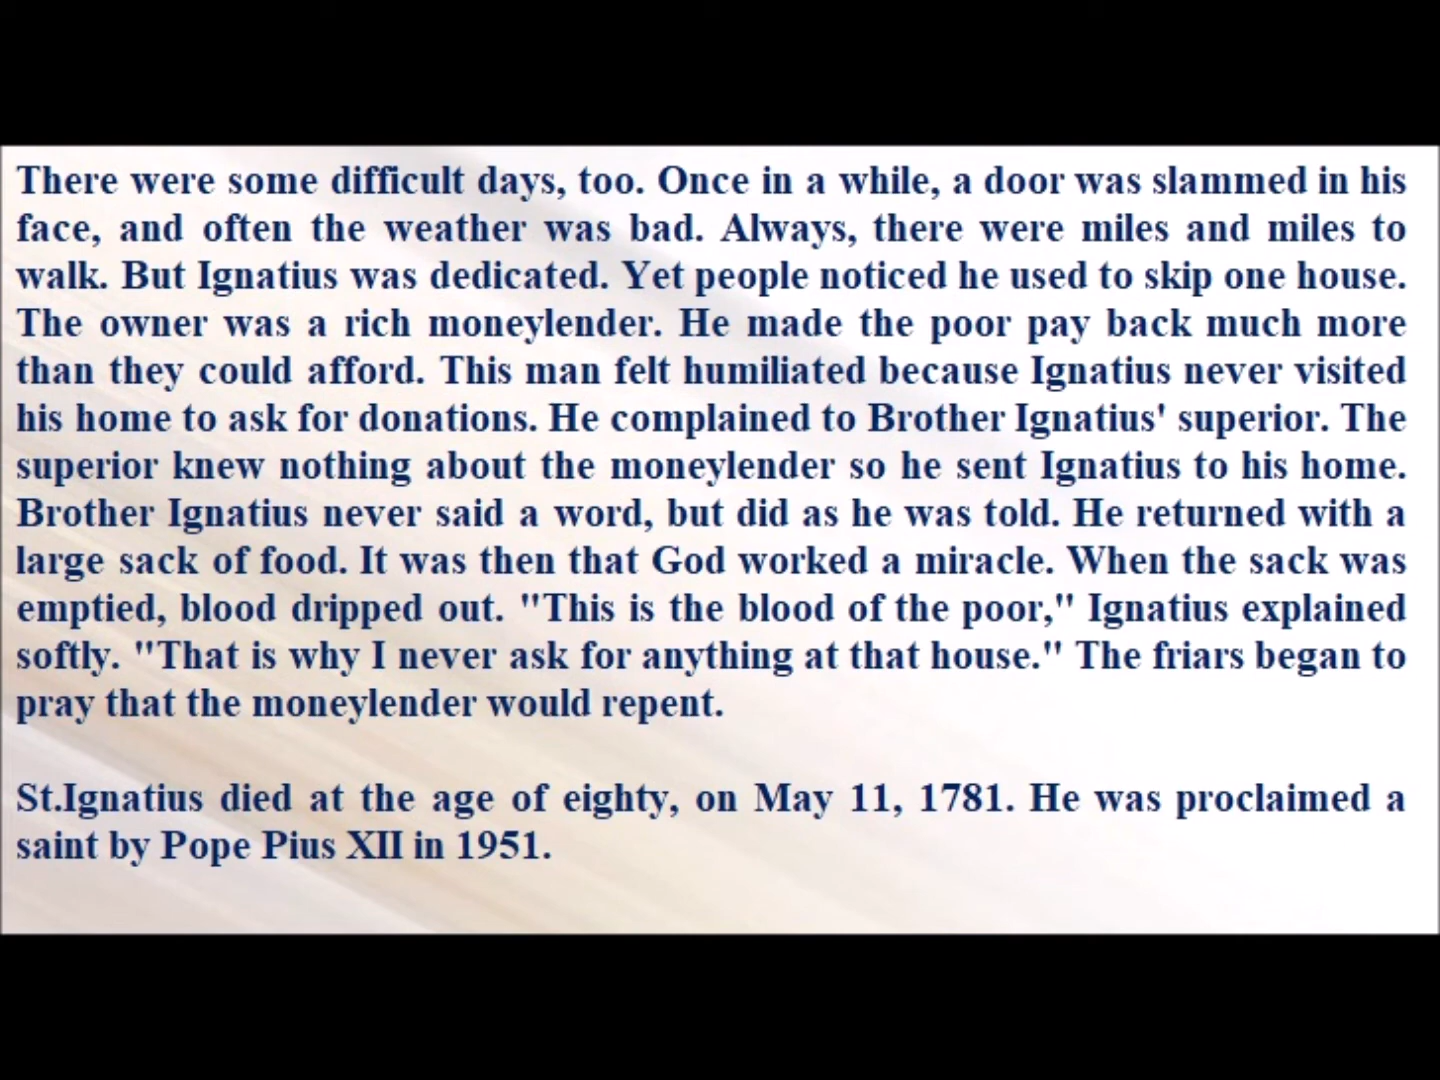 There were some difficult days, too. Once in a while, a door was slammed in his
face, and often the weather was bad. Always, there were miles and miles to
walk. But Ignatius was dedicated. Yet people noticed he used to skip one house.
The owner was a rich moneylender. He made the poor pay back much more
than they could afford. This man felt humiliated because Ignatius never visited
his home to ask for donations. He complained to Brother Ignatius' superior. The
superior knew nothing about the moneylender so he sent Ignatius to his home.
Brother Ignatius never said a word, but did as he was told. He returned with a
large sack of food. It was then that God worked a miracle. When the sack was
emptied, blood dripped out. "This is the blood of the poor," Ignatius explained
softly. "That is why I never ask for anything at that house." The friars began to
pray that the moneylender would repent.
St.Ignatius died at the age of eighty, on May 11, 1781. He was proclaimed a
saint by Pope Pius XII in 1951.